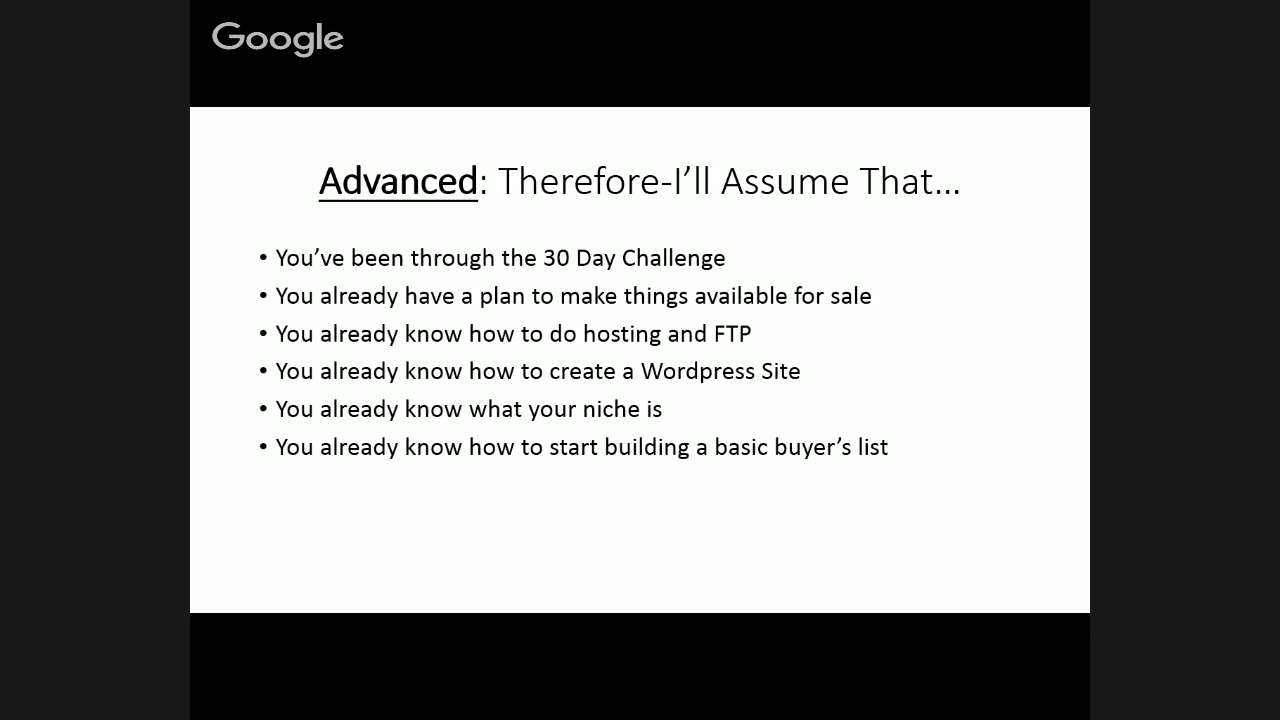 Google
Advanced: Therefore-I’ll Assume That…
• You’ve been through the 30 Day Challenge
• You already have a plan to make things available for sale
• You already know how to do hosting and FTP
• You already know how to create a Wordpress Site
• You already know what your niche is
• You already know how to start building a basic buyer’s list